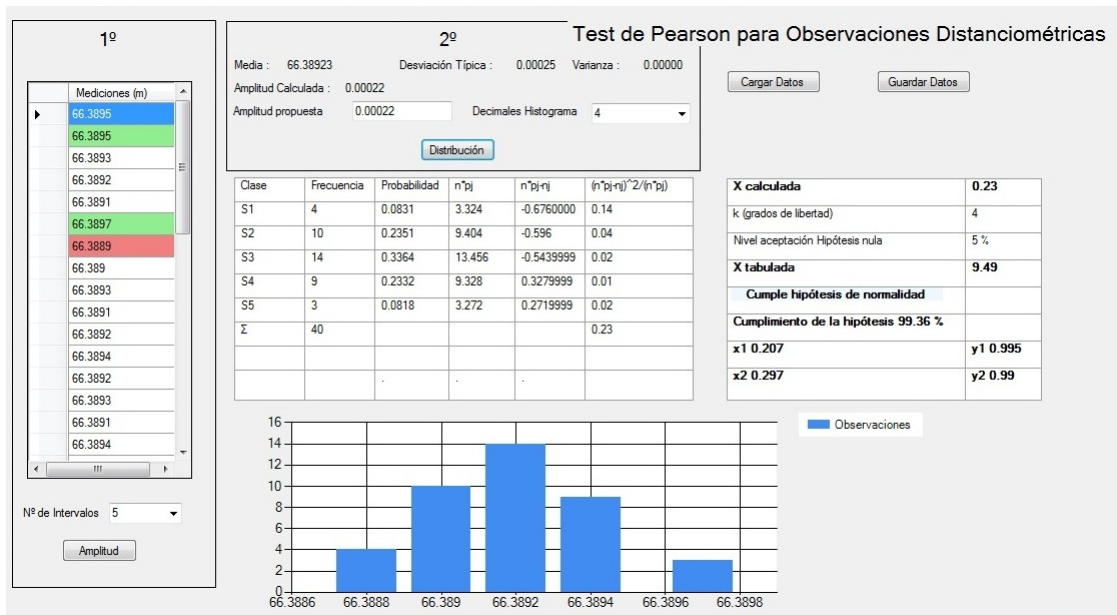 Test de Pearson para Observaciones Distanciométricas
1º
Mediciones (m)
66.3895
66.3895
66.3893
66.3892
66.3891
66.3897
66.3889
66.389
66.3893
66.3891
66.3892
66.3894
66.3892
66.3893
66.3891
66.3894
Nº de Intervalos 5
Amplitud
2º
Media : 66.38923 Desviación Típica : 0.00025 Varianza : 0.00000
Amplitud Calculada : 0.00022
Amplitud propuesta 0.00022 Decimales Histograma 4
Distribución
Cargar Datos Guardar Datos
Clase Frecuencia Probabilidad n*pj n*pj-nj (n*pj-nj)^2/(n*pj)
S1 4 0.0831 3.324 -0.6760000 0.14
S2 10 0.2351 9.404 -0.596 0.04
S3 14 0.3364 13.456 -0.5439999 0.02
S4 9 0.2332 9.328 0.3279999 0.01
S5 3 0.0818 3.272 0.2719999 0.02
Σ 40 0.23
. . .
X calculada 0.23
k (grados de libertad) 4
Nivel aceptación Hipótesis nula 5 %
X tabulada 9.49
Cumple hipótesis de normalidad
Cumplimiento de la hipótesis 99.36 %
x1 0.207 y1 0.995
x2 0.297 y2 0.99
16
14
12
10
8
6
4
2
0
66.3886 66.3888 66.389 66.3892 66.3894 66.3896 66.3898
Observaciones